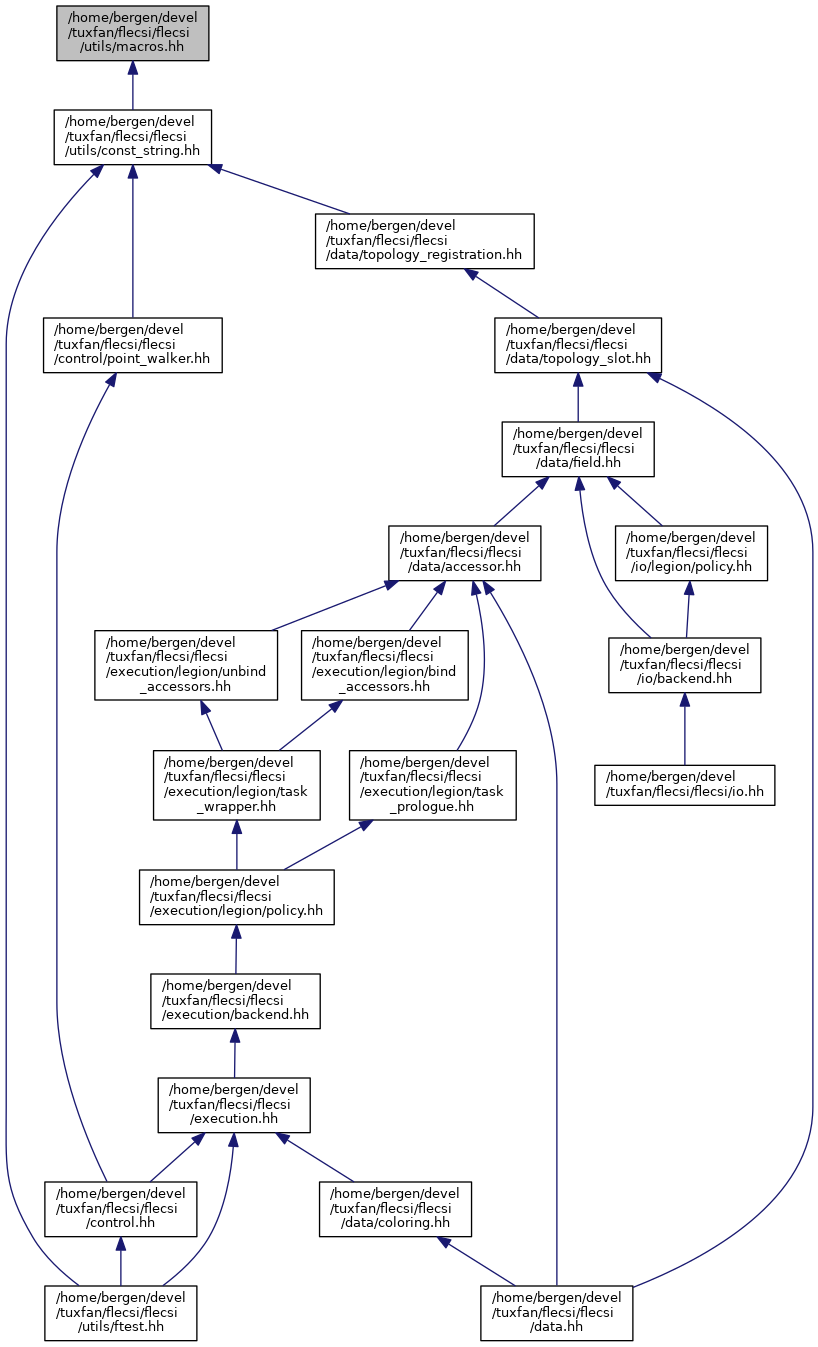 /home/bergen/devel
/tuxfan/flecsi/flecsi
/utils/macros.hh
/home/bergen/devel
/tuxfan/flecsi/flecsi
/utils/const_string.hh
/home/bergen/devel
/tuxfan/flecsi/flecsi
/data/topology_registration.hh
/home/bergen/devel
/tuxfan/flecsi/flecsi
/control/point_walker.hh
/home/bergen/devel
/tuxfan/flecsi/flecsi
/data/topology_slot.hh
/home/bergen/devel
/tuxfan/flecsi/flecsi
/data/field.hh
/home/bergen/devel
/tuxfan/flecsi/flecsi
/data/accessor.hh
/home/bergen/devel
/tuxfan/flecsi/flecsi
/io/legion/policy.hh
/home/bergen/devel
/tuxfan/flecsi/flecsi
/execution/legion/unbind
_accessors.hh
/home/bergen/devel
/tuxfan/flecsi/flecsi
/execution/legion/bind
_accessors.hh
/home/bergen/devel
/tuxfan/flecsi/flecsi
/io/backend.hh
/home/bergen/devel
/tuxfan/flecsi/flecsi
/execution/legion/task
_wrapper.hh
/home/bergen/devel
/tuxfan/flecsi/flecsi
/execution/legion/task
_prologue.hh
/home/bergen/devel
/tuxfan/flecsi/flecsi/io.hh
/home/bergen/devel
/tuxfan/flecsi/flecsi
/execution/legion/policy.hh
/home/bergen/devel
/tuxfan/flecsi/flecsi
/execution/backend.hh
/home/bergen/devel
/tuxfan/flecsi/flecsi
/execution.hh
/home/bergen/devel
/tuxfan/flecsi/flecsi
/control.hh
/home/bergen/devel
/tuxfan/flecsi/flecsi
/data/coloring.hh
/home/bergen/devel
/tuxfan/flecsi/flecsi
/utils/ftest.hh
/home/bergen/devel
/tuxfan/flecsi/flecsi
/data.hh